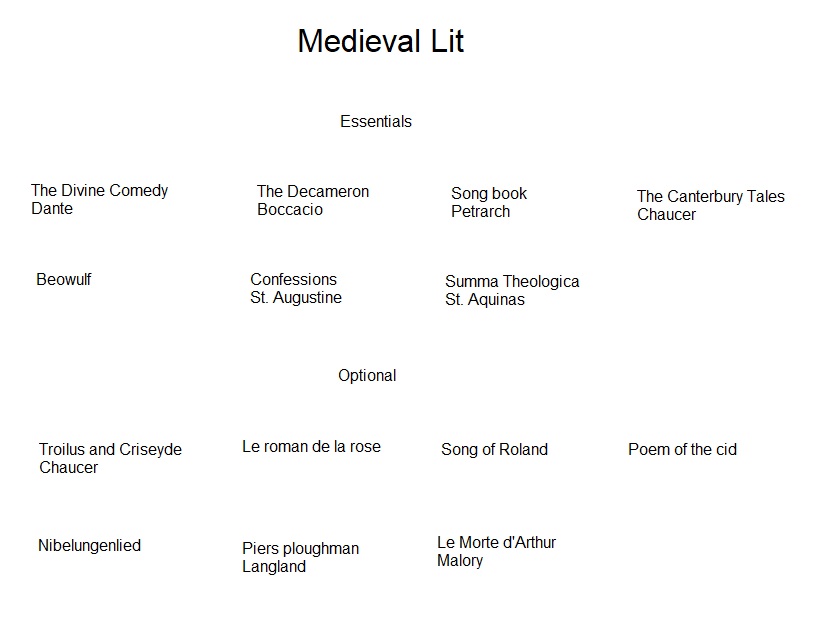 Medieval Lit
Essentials
The Divine Comedy
Dante
The Decameron
Boccacio
Song book
Petrarch
The Canterbury Tales
Chaucer
Beowulf
Confessions
St. Augustine
Summa Theologica
St. Aquinas
Optional
Troilus and Criseyde
Chaucer
Le roman de la rose
Song of Roland
Poem of the cid
Nibelungenlied
Piers ploughman
Langland
Le Morte d'Arthur
Malory